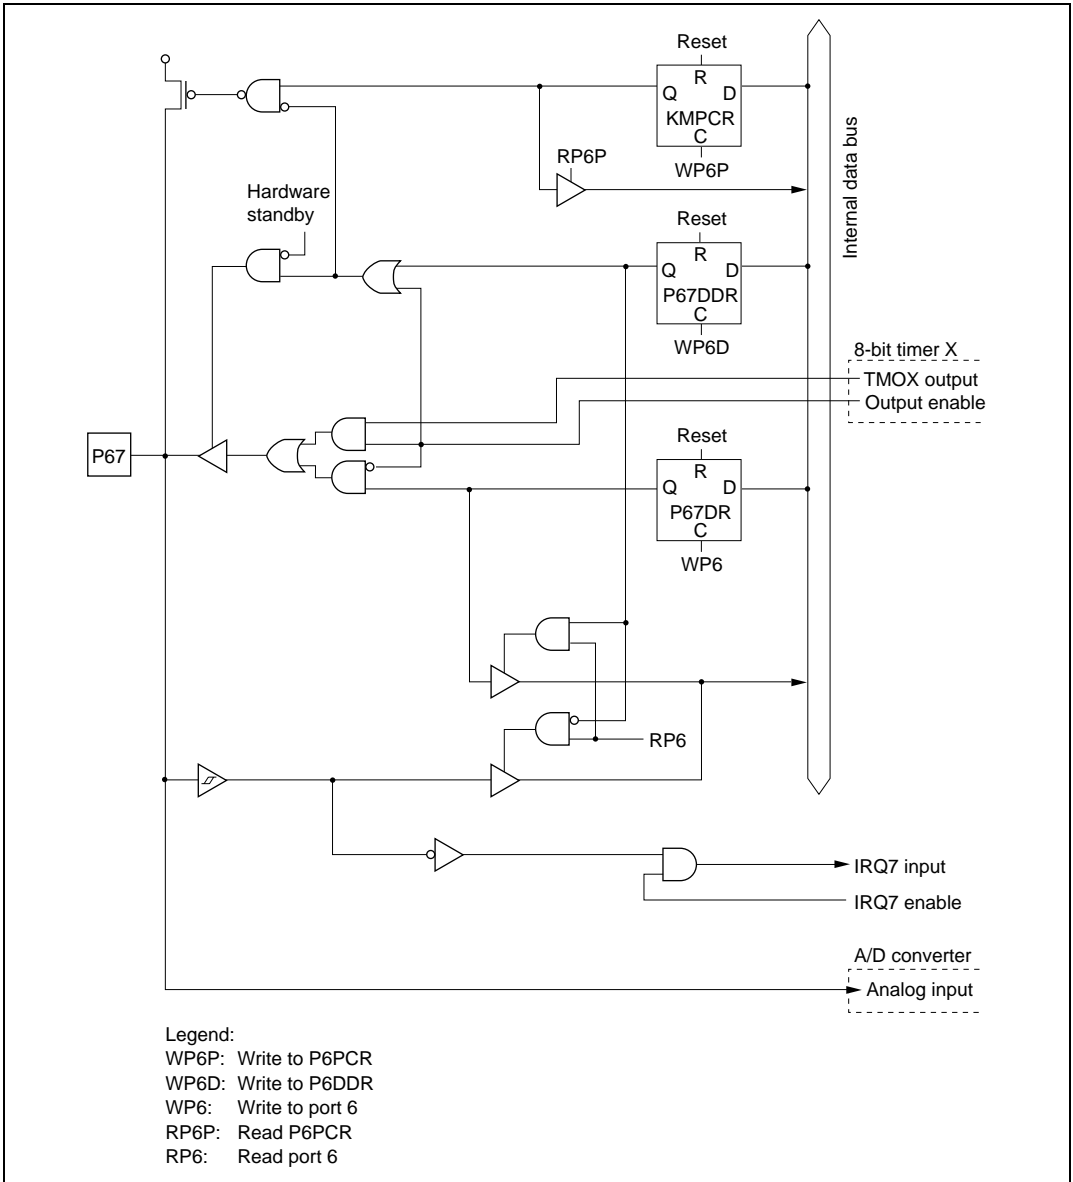 Reset
R
Q D
KMPCR
C
WP6P
RP6P
Hardware
standby
Internal data bus
Reset
R
Q D
P67DDR
C
WP6D
8-bit timer X
TMOX output
Output enable
P67
Reset
R
Q D
P67DR
C
WP6
RP6
IRQ7 input
IRQ7 enable
A/D converter
Analog input
Legend:
WP6P: Write to P6PCR
WP6D: Write to P6DDR
WP6: Write to port 6
RP6P: Read P6PCR
RP6: Read port 6